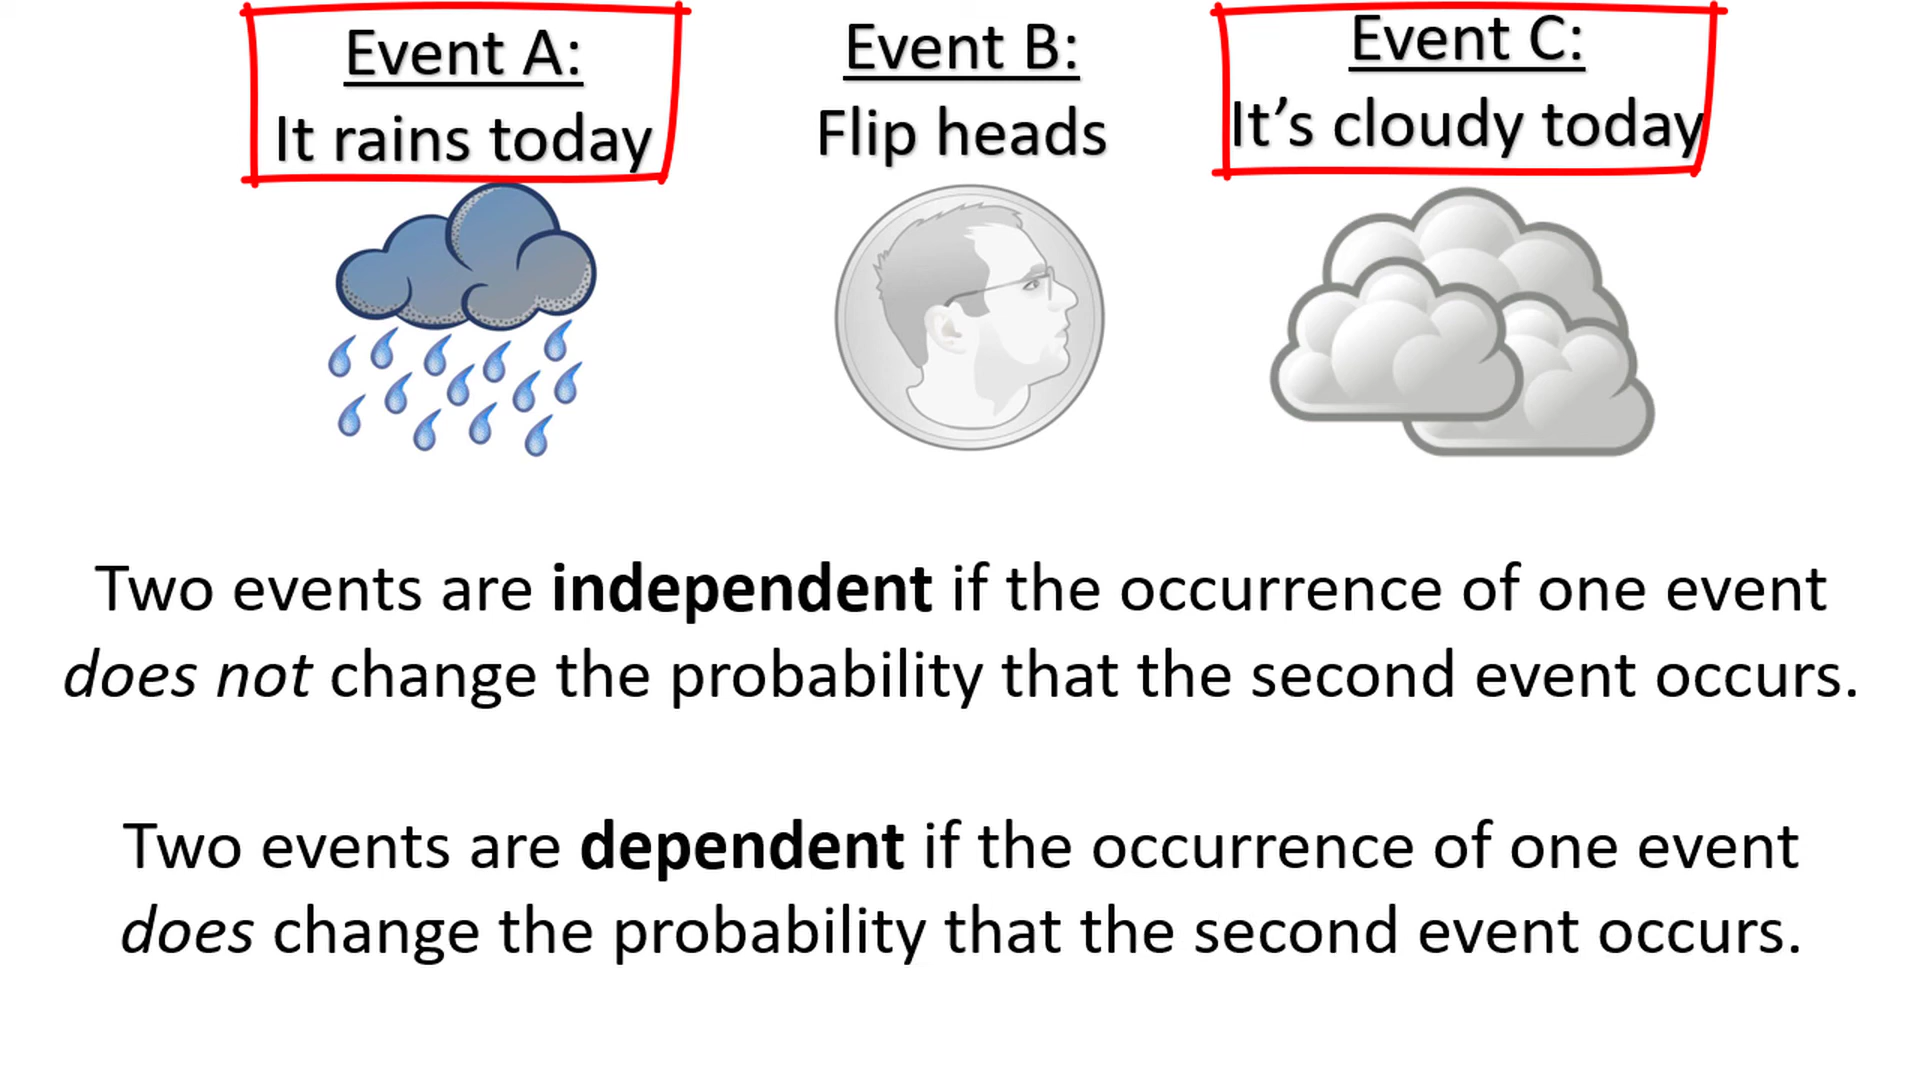 Event A:
It rains today
Event B:
Flip heads
Event C:
It’s cloudy today
Two events are independent if the occurrence of one event
does not change the probability that the second event occurs.
Two events are dependent if the occurrence of one event
does change the probability that the second event occurs.